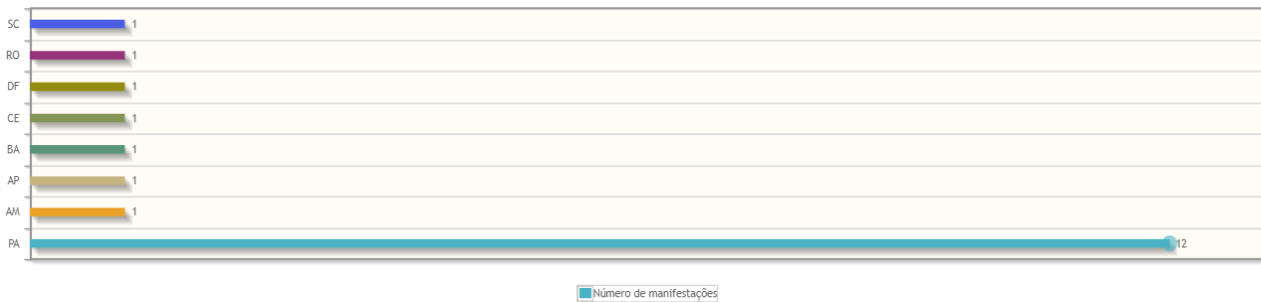 SC 1
RO 1
DF 1
CE 1
BA 1
AP 1
AM 1
PA 12
Número de manifestações